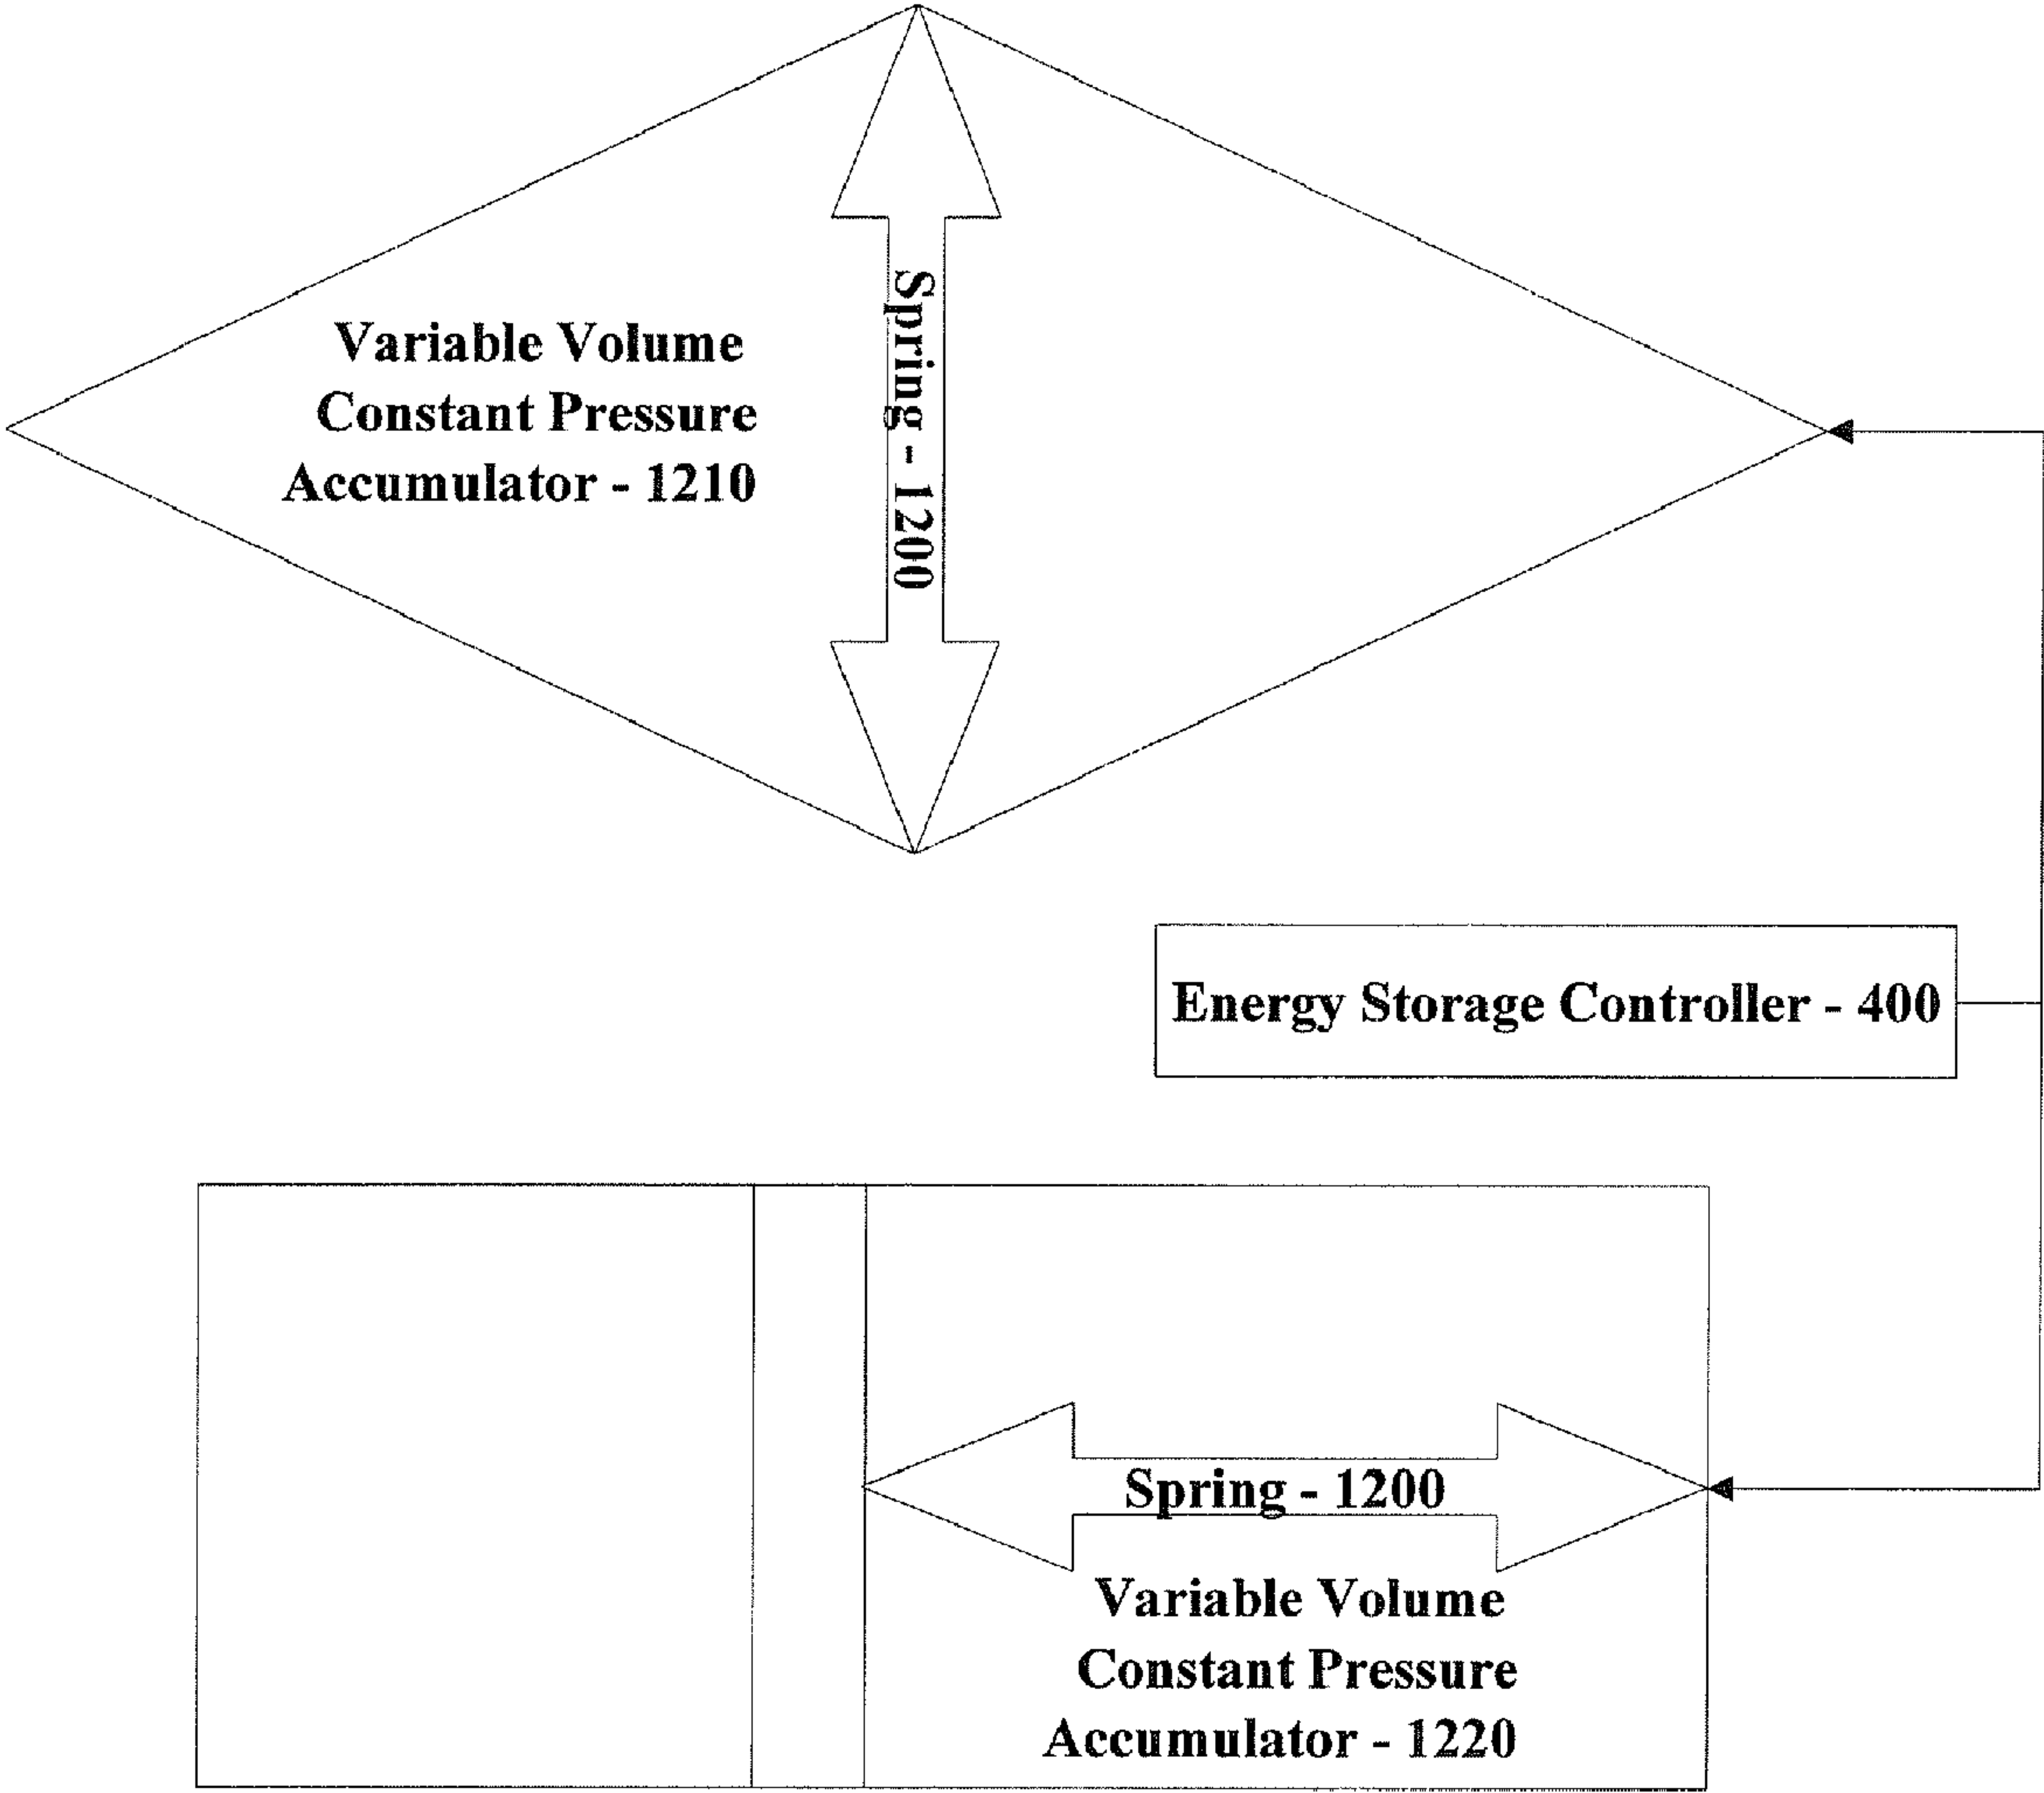 Variable Volume
Constant Pressure
Accumulator - 1210
Spring - 1200
Energy Storage Controller - 400
Spring - 1200
Variable Volume
Constant Pressure
Accumulator - 1220